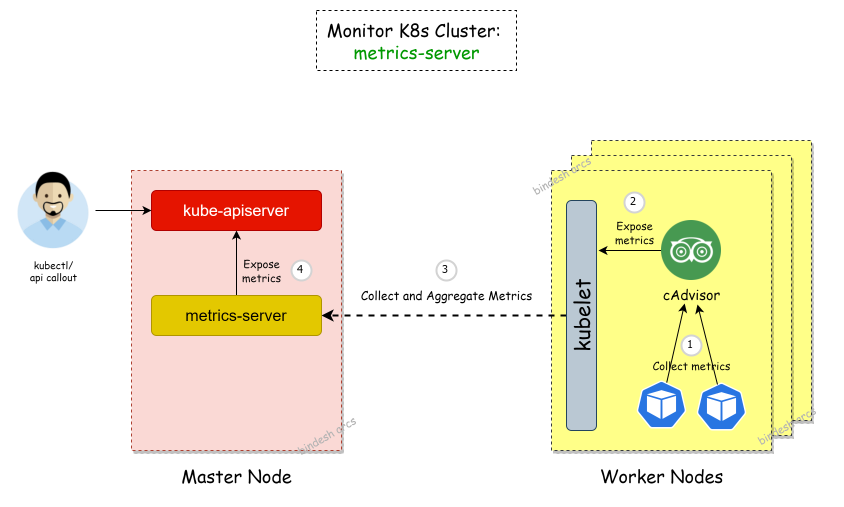 Monitor K8s Cluster:
metrics-server
kube-apiserver
kubectl/
api callout
Expose
metrics
4
metrics-server
Master Node
3
Collect and Aggregate Metrics
kubelet
2
Expose
metrics
cAdvisor
1
Collect metrics
Worker Nodes
bindesh arcs
bindesh arcs
bindesh arcs